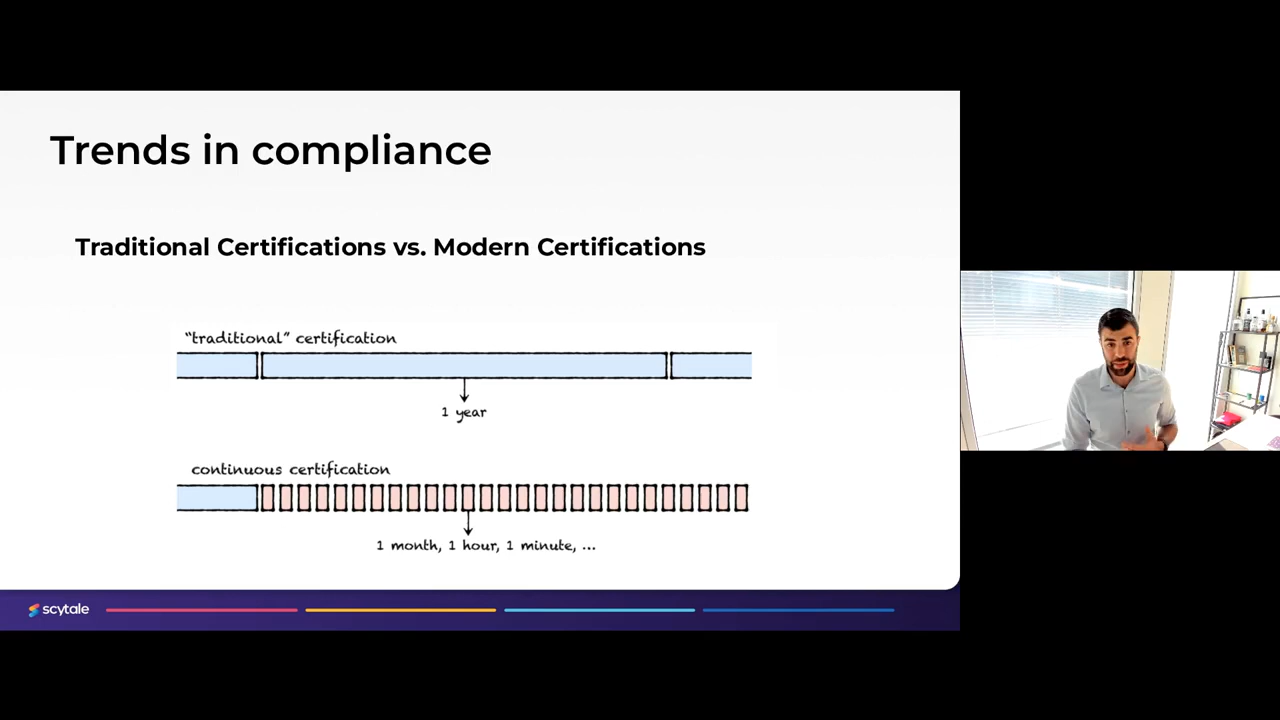 Trends in compliance
Traditional Certifications vs. Modern Certifications
“traditional” certification
1 year
continuous certification
1 month, 1 hour, 1 minute, ...
scytale